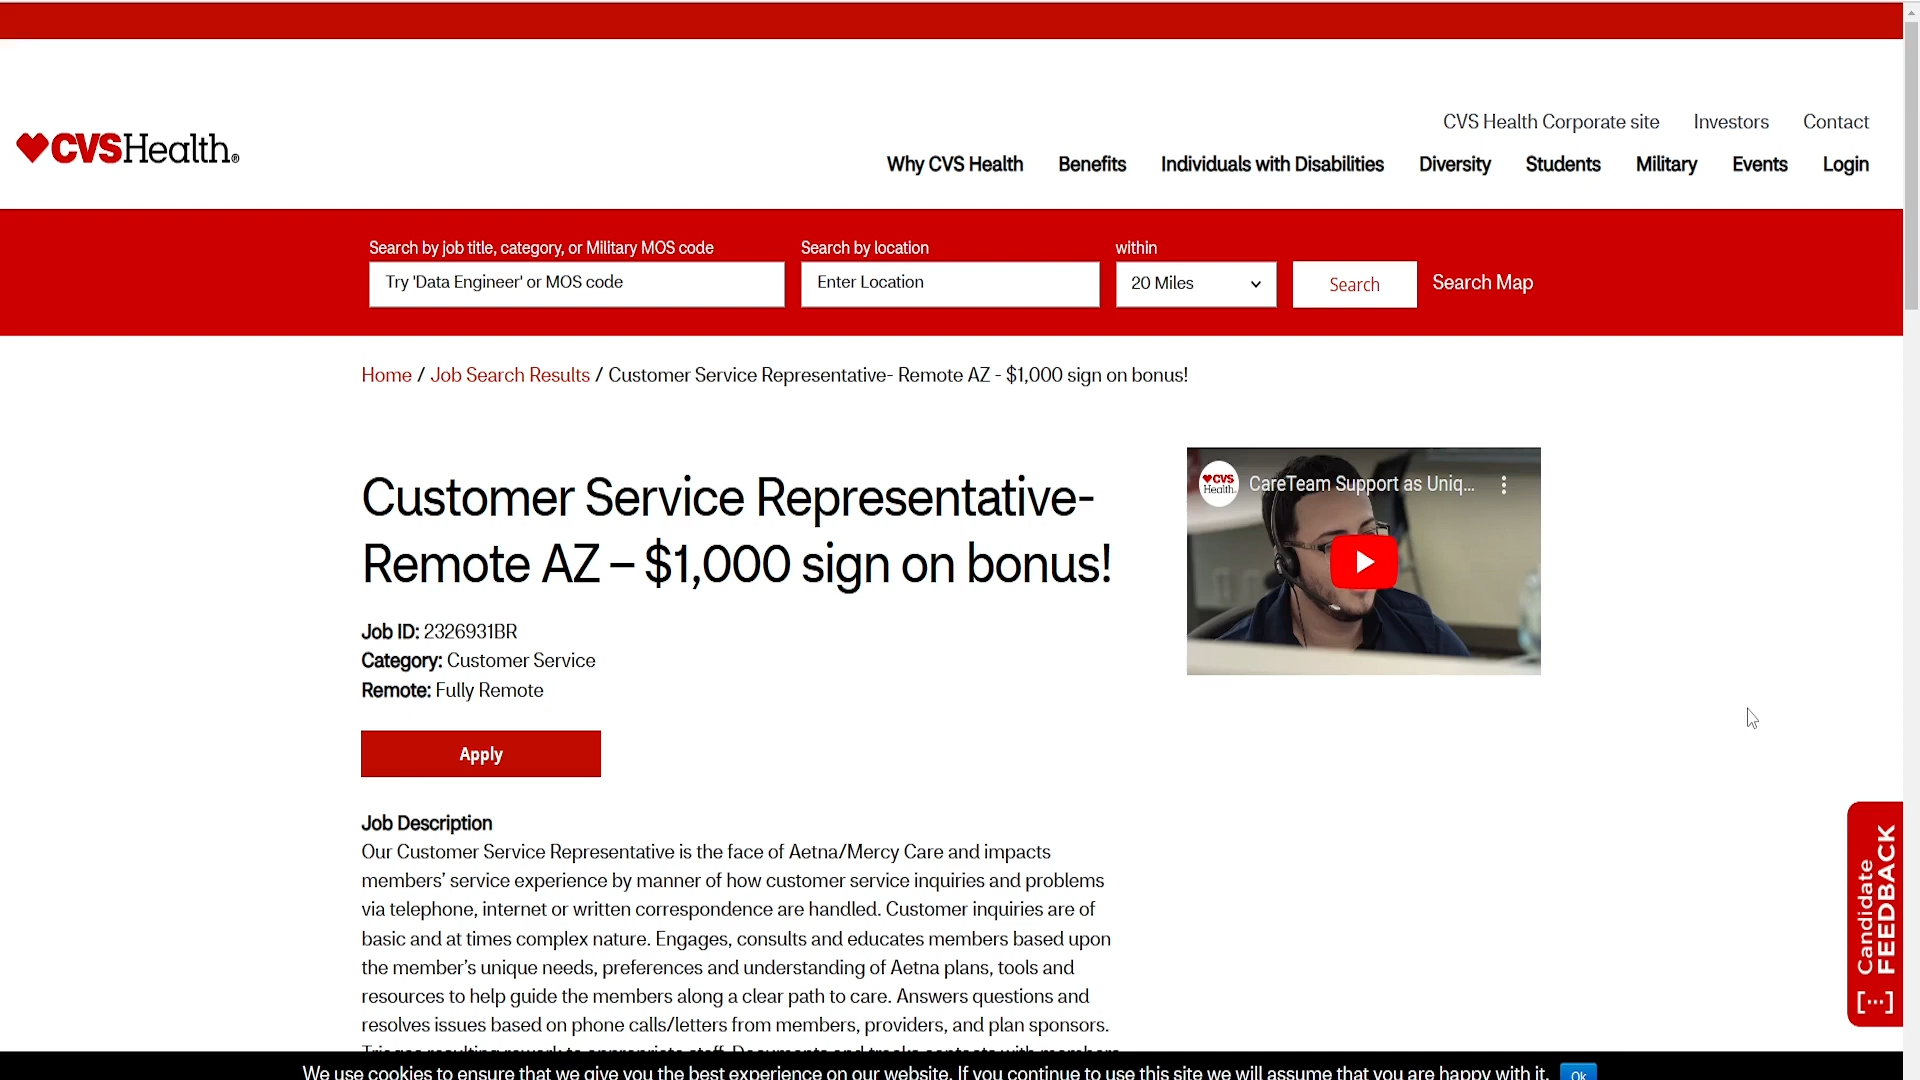 CVSHealth®
CVS Health Corporate site Investors Contact
Why CVS Health Benefits Individuals with Disabilities Diversity Students Military Events Login
Search by job title, category, or Military MOS code Search by location within
Try 'Data Engineer' or MOS code Enter Location 20 Miles Search Search Map
Home / Job Search Results / Customer Service Representative- Remote AZ - $1,000 sign on bonus!
Customer Service Representative-
Remote AZ – $1,000 sign on bonus!
CVS Health. CareTeam Support as Uniq...
Job ID: 2326931BR
Category: Customer Service
Remote: Fully Remote
Apply
Job Description
Our Customer Service Representative is the face of Aetna/Mercy Care and impacts
members’ service experience by manner of how customer service inquiries and problems
via telephone, internet or written correspondence are handled. Customer inquiries are of
basic and at times complex nature. Engages, consults and educates members based upon
the member’s unique needs, preferences and understanding of Aetna plans, tools and
resources to help guide the members along a clear path to care. Answers questions and
resolves issues based on phone calls/letters from members, providers, and plan sponsors.
Candidate
FEEDBACK
[...]
We use cookies to ensure that we give you the best experience on our website. If you continue to use this site we will assume that you are happy with it. Ok